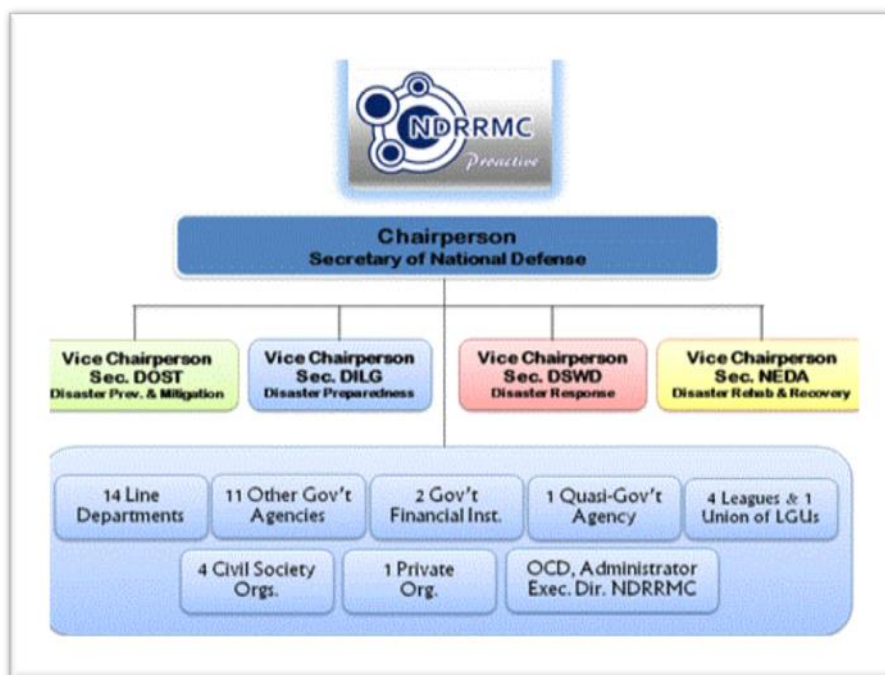 NDRRMC
Proactive
Chairperson
Secretary of National Defense
Vice Chairperson
Sec. DOST
Disaster Prev. & Mitigation
Vice Chairperson
Sec. DILG
Disaster Preparedness
Vice Chairperson
Sec. DSWD
Disaster Response
Vice Chairperson
Sec. NEDA
Disaster Rehab & Recovery
14 Line
Departments
11 Other Gov't
Agencies
2 Gov't
Financial Inst.
1 Quasi-Gov't
Agency
4 Leagues & 1
Union of LGUs
4 Civil Society
Orgs.
1 Private
Org.
OCD, Administrator
Exec. Dir. NDRRMC